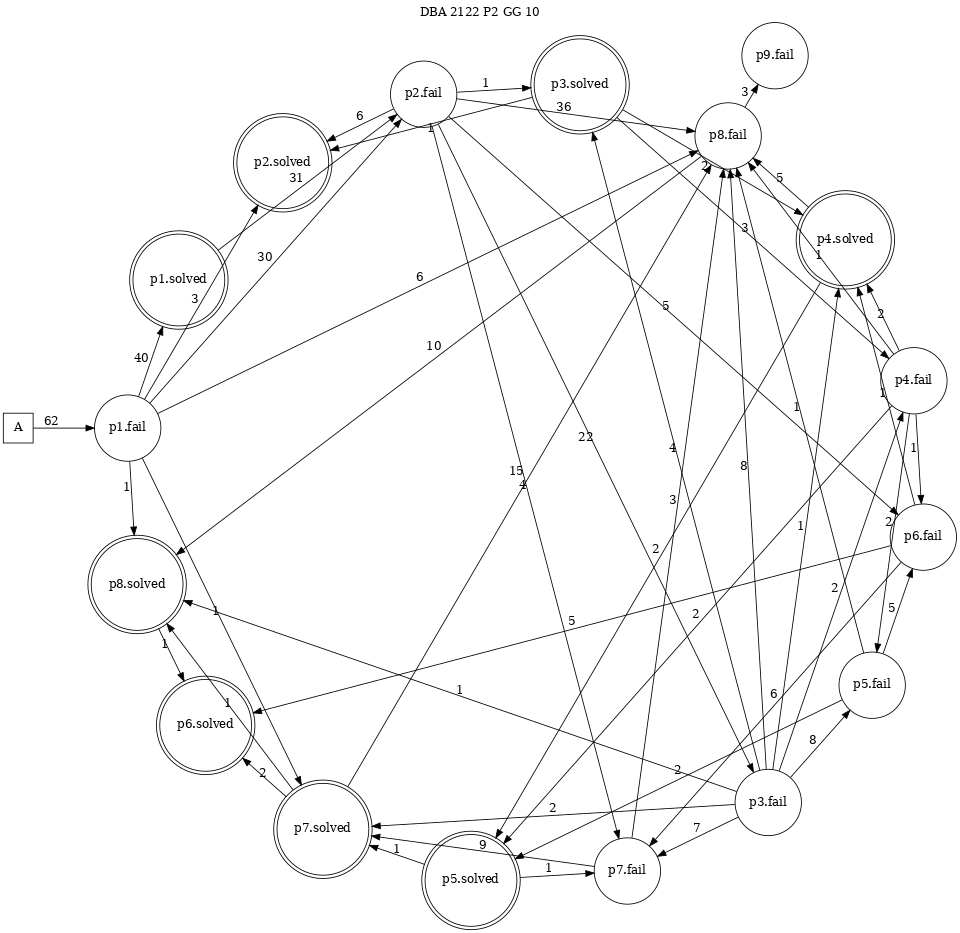 DBA 2122 P2 GG 10
p9.fail
p3.solved
1
p2.fail
3
36
6
p8.fail
1
p2.solved
2
31
5
3
p4.solved
1
30
p1.solved
6
3
2
5
10
40
p4.fail
1
1
62
A
p1.fail
22
4
1
8
15
4
1
3
2
1
p6.fail
2
p8.solved
2
5
1
2
5
1
p5.fail
1
6
1
p6.solved
8
2
2
p3.fail
2
7
p7.solved
9
1
1
p7.fail
p5.solved